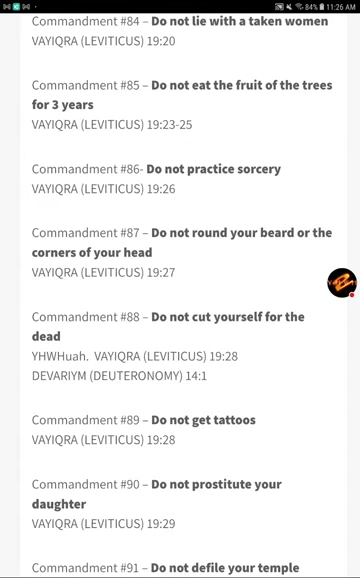 84% 11:26 AM
Commandment #84 – Do not lie with a taken women
VAYIQRA (LEVITICUS) 19:20
Commandment #85 – Do not eat the fruit of the trees
for 3 years
VAYIQRA (LEVITICUS) 19:23-25
Commandment #86- Do not practice sorcery
VAYIQRA (LEVITICUS) 19:26
Commandment #87 – Do not round your beard or the
corners of your head
VAYIQRA (LEVITICUS) 19:27
Commandment #88 – Do not cut yourself for the
dead
YHWHuah. VAYIQRA (LEVITICUS) 19:28
DEVARIYM (DEUTERONOMY) 14:1
Commandment #89 – Do not get tattoos
VAYIQRA (LEVITICUS) 19:28
Commandment #90 – Do not prostitute your
daughter
VAYIQRA (LEVITICUS) 19:29
Commandment #91 – Do not defile your temple